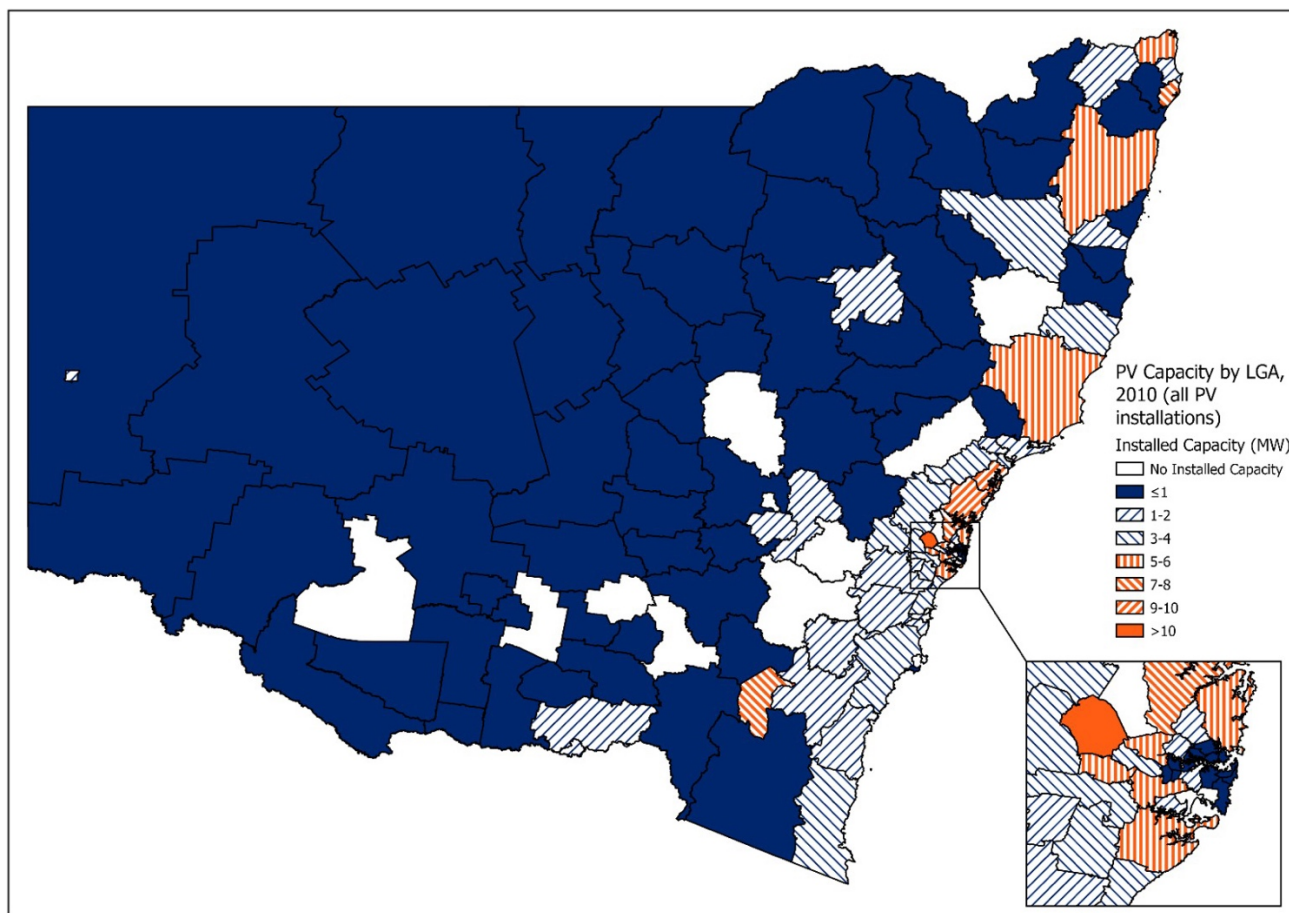 PV Capacity by LGA,
2010 (all PV
installations)
Installed Capacity (MW)
No Installed Capacity
≤1
1-2
3-4
5-6
7-8
9-10
>10